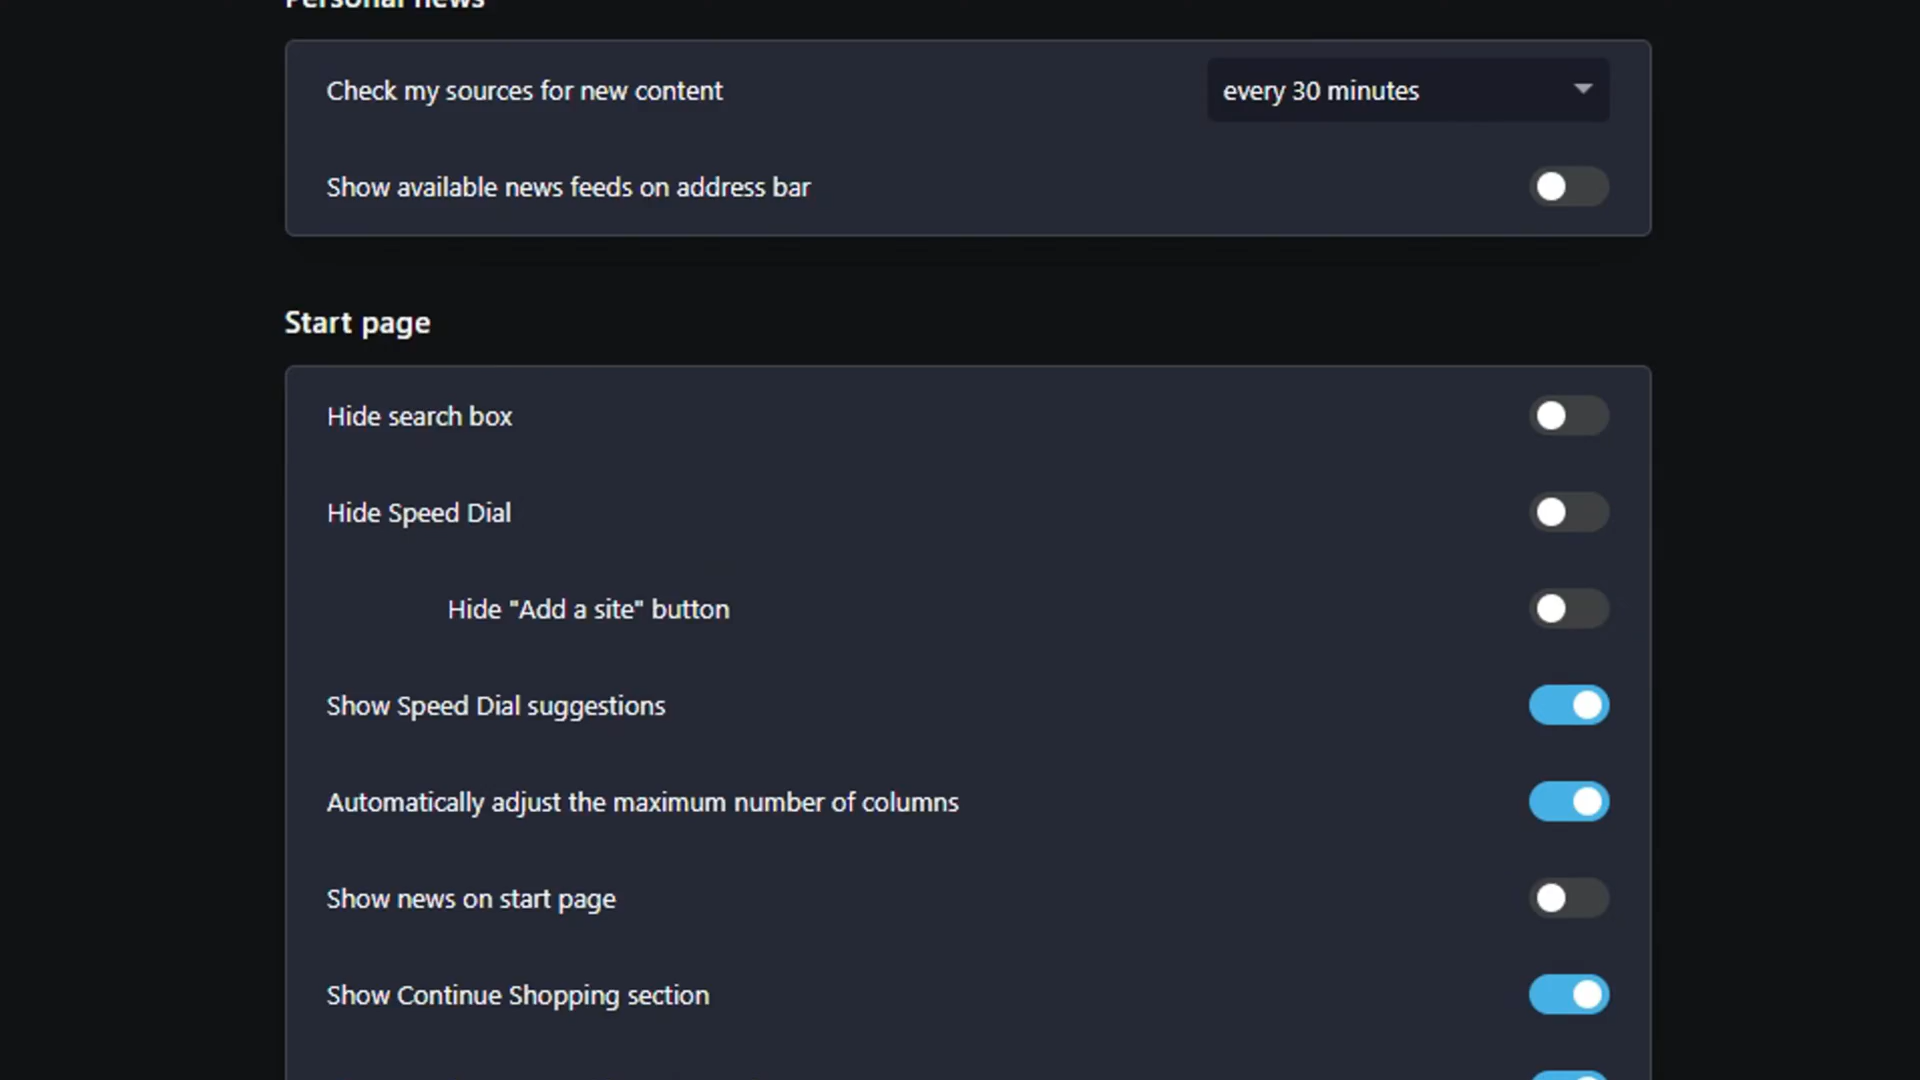 Personal news
Check my sources for new content
every 30 minutes
Show available news feeds on address bar
Start page
Hide search box
Hide Speed Dial
Hide "Add a site" button
Show Speed Dial suggestions
Automatically adjust the maximum number of columns
Show news on start page
Show Continue Shopping section